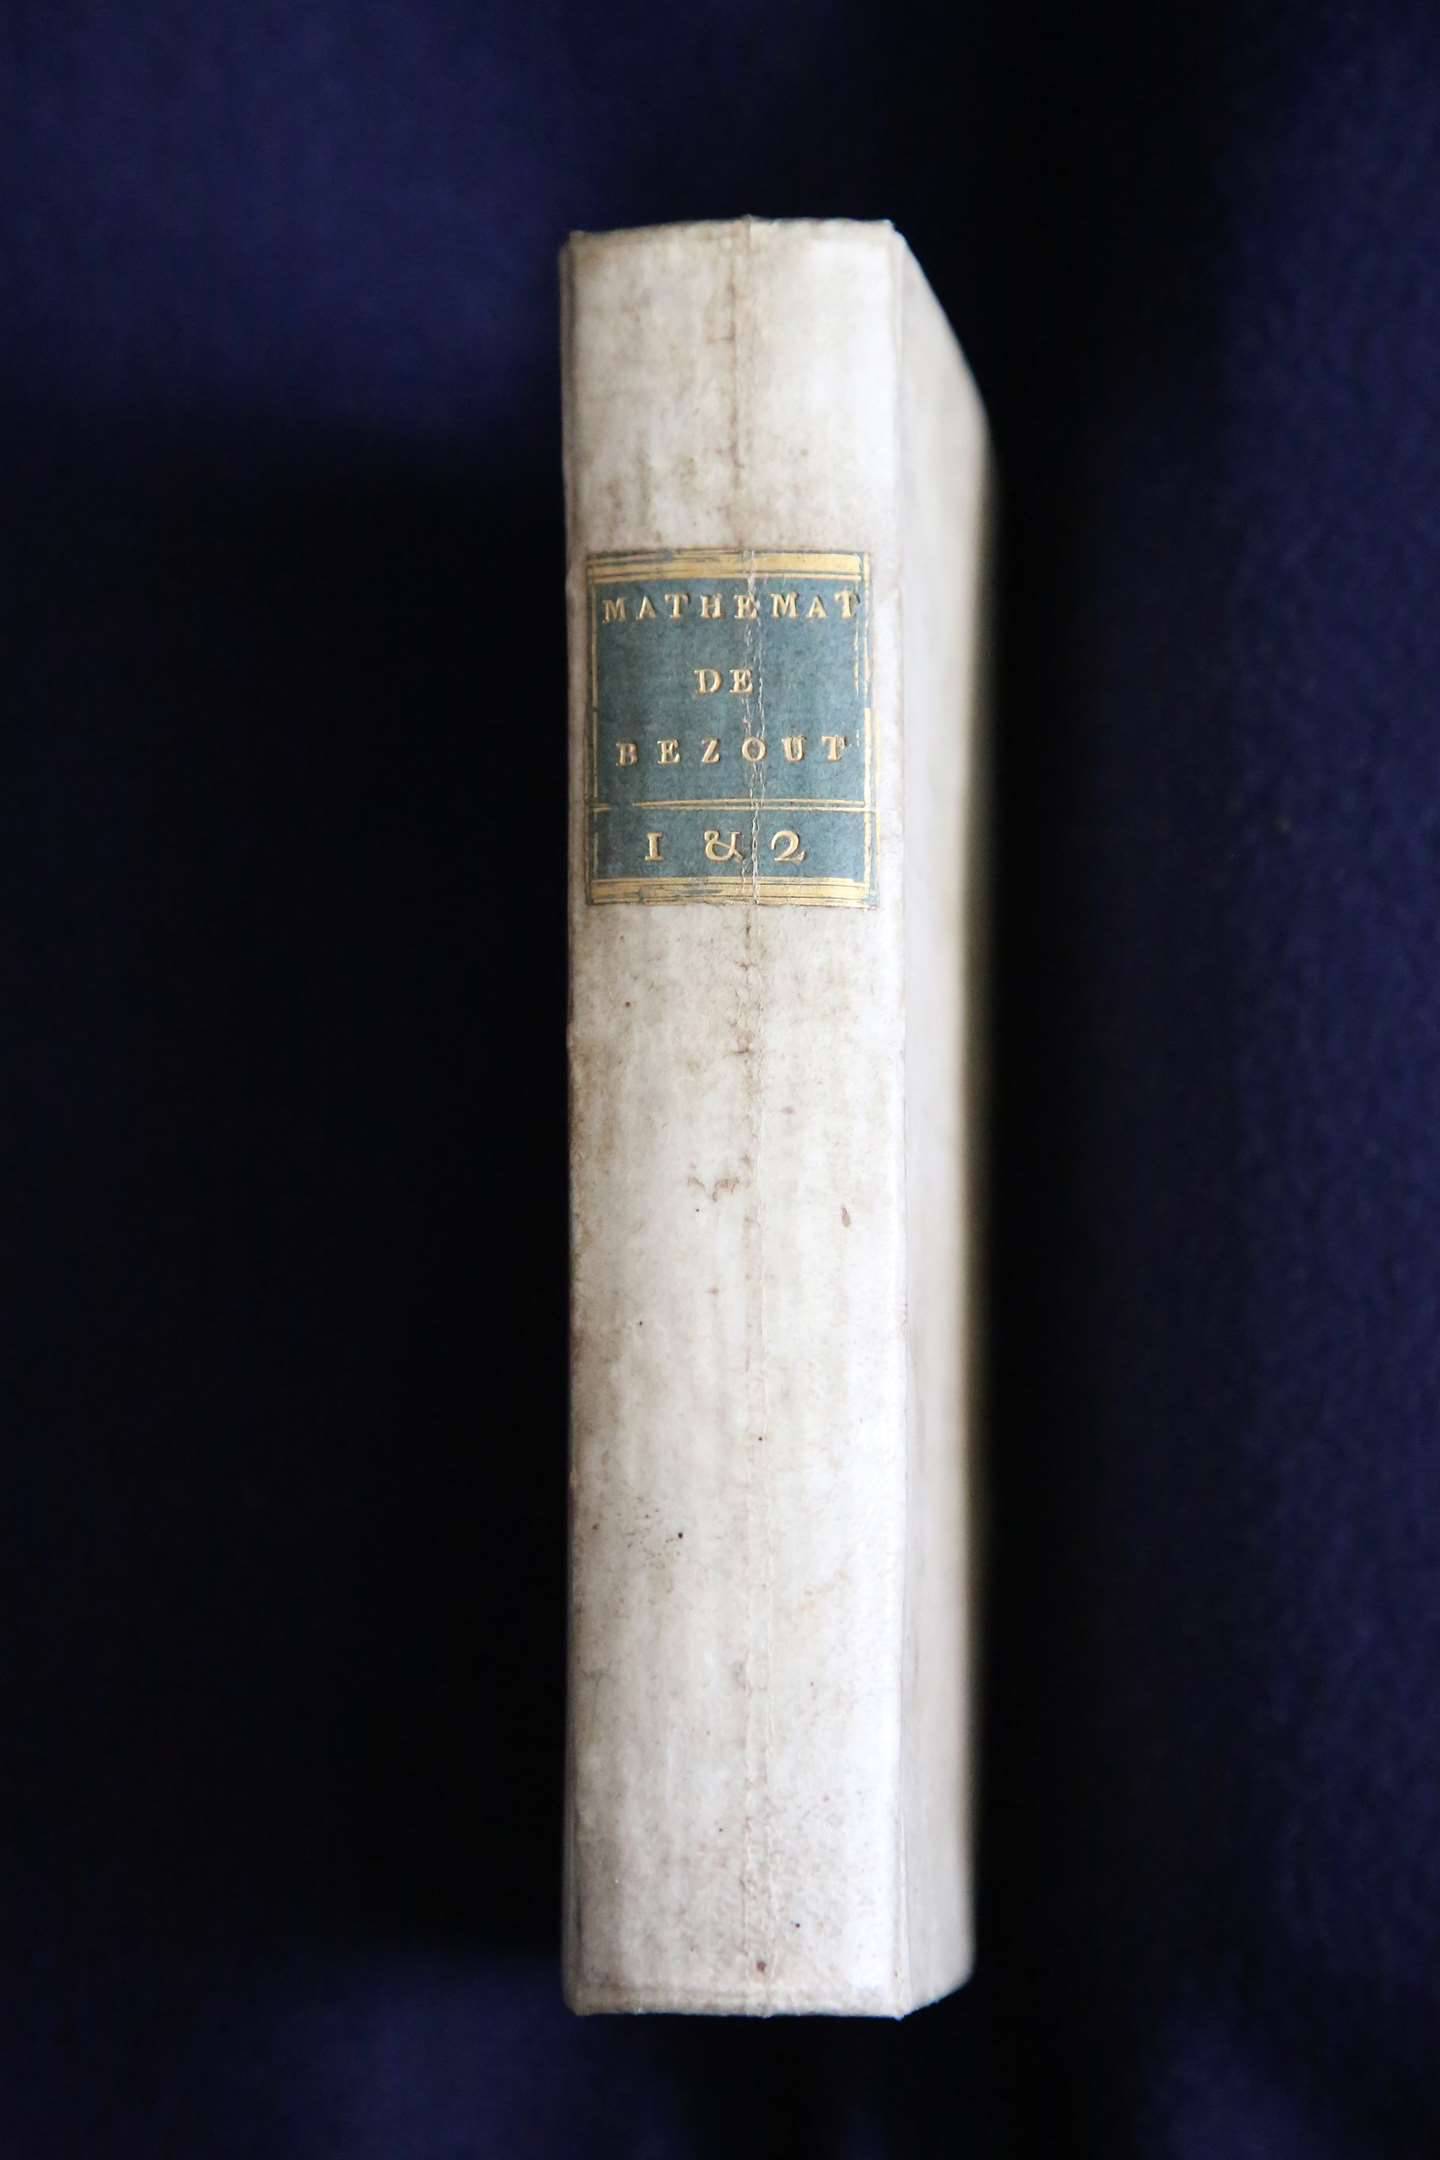 MATHEMAT
DE
BEZOUT
1 & 2